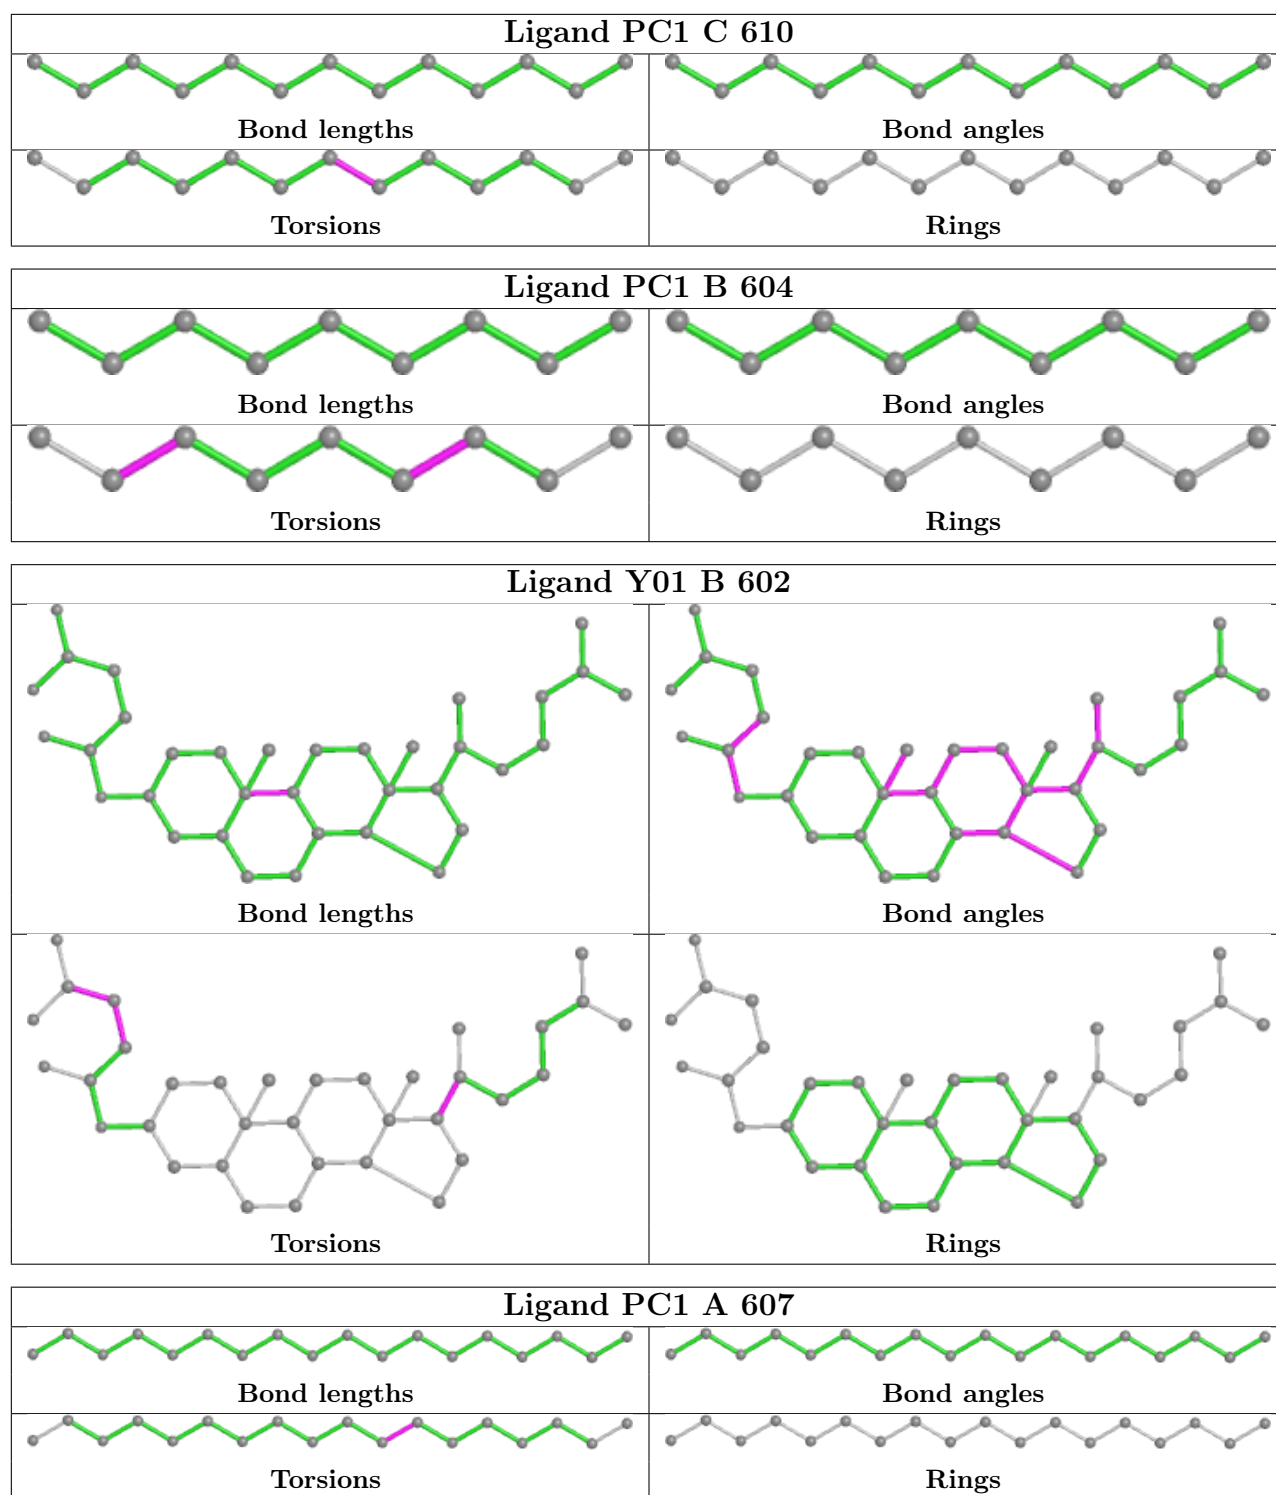 Ligand PC1 C 610
Bond lengths
Bond angles
Torsions
Rings
Ligand PC1 B 604
Bond lengths
Bond angles
Torsions
Rings
Ligand Y01 B 602
Bond lengths
Bond angles
Torsions
Rings
Ligand PC1 A 607
Bond lengths
Bond angles
Torsions
Rings